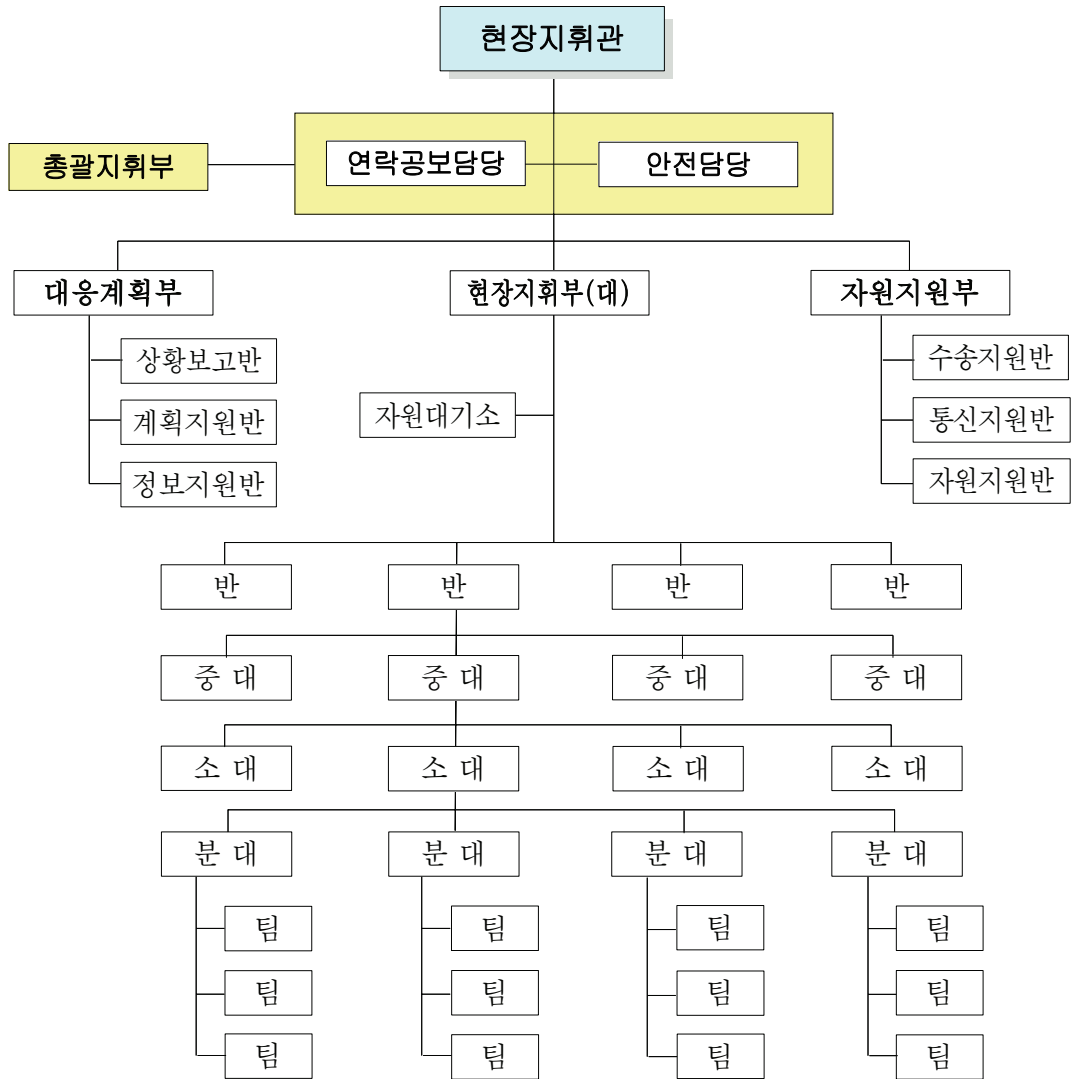 현장지휘관
총괄지휘부
연락공보담당
안전담당
대응계획부
현장지휘부(대)
자원지원부
상황보고반
계획지원반
정보지원반
자원대기소
수송지원반
통신지원반
자원지원반
반 반 반 반
중 대 중 대 중 대 중 대
소 대 소 대 소 대 소 대
분 대 분 대 분 대 분 대
팀 팀 팀 팀
팀 팀 팀 팀
팀 팀 팀 팀